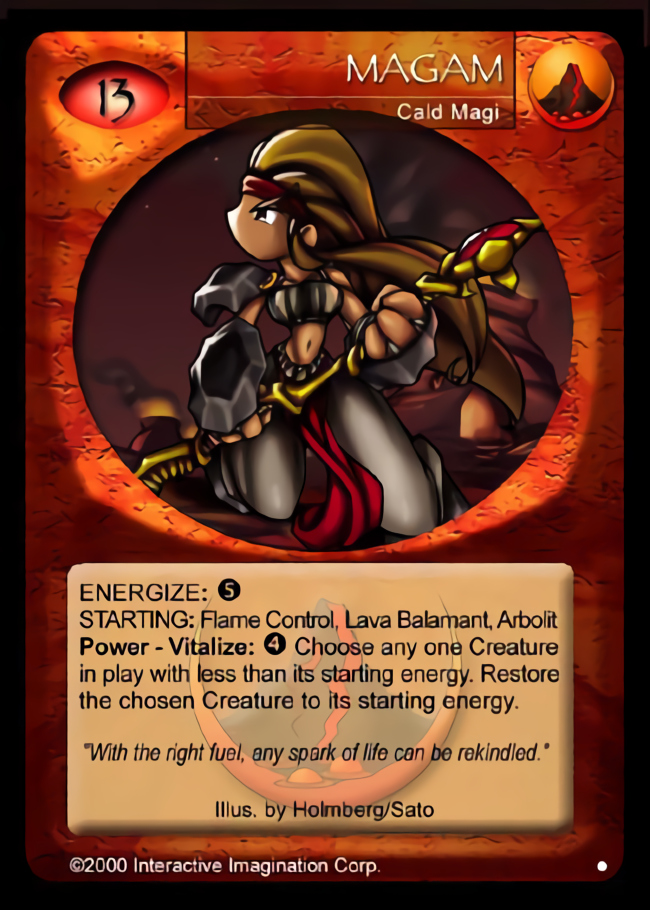 13
MAGAM
Cald Magi
ENERGIZE: 5
STARTING: Flame Control, Lava Balamant, Arbolit
Power - Vitalize: 4 Choose any one Creature
in play with less than its starting energy. Restore
the chosen Creature to its starting energy.
"With the right fuel, any spark of life can be rekindled."
Illus. by Holmberg/Sato
©2000 Interactive Imagination Corp.